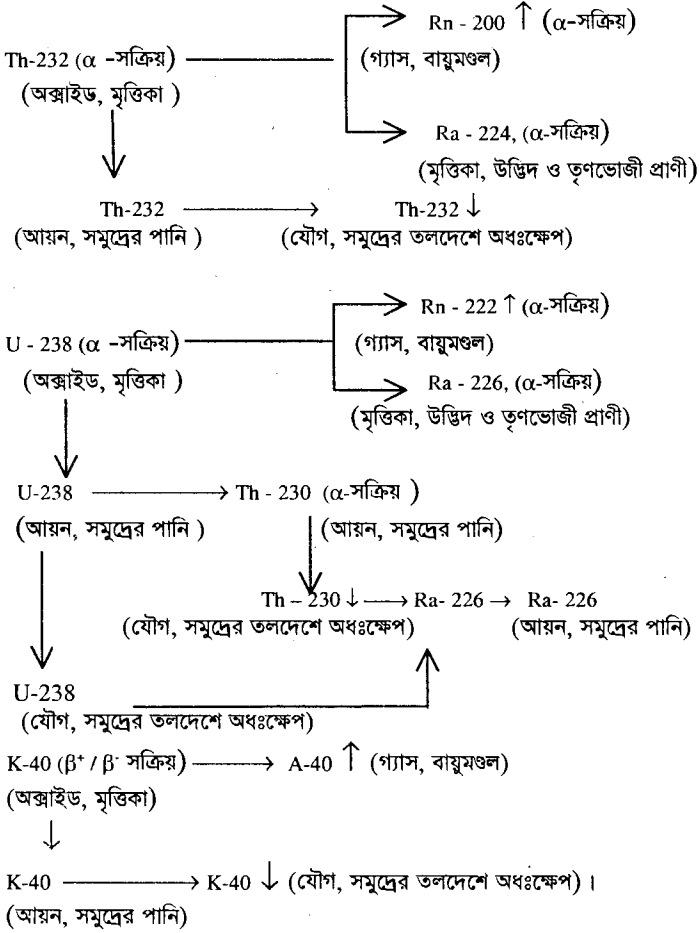 Rn - 200 ↑ (α-সক্রিয়)
Th-232 (α -সক্রিয়)
(গ্যাস, বায়ুমণ্ডল)
(অক্সাইড, মৃত্তিকা )
Ra - 224, (α-সক্রিয়)
(মৃত্তিকা, উদ্ভিদ ও তৃণভোজী প্রাণী)
Th-232 → Th-232 ↓
(আয়ন, সমুদ্রের পানি ) (যৌগ, সমুদ্রের তলদেশে অধঃক্ষেপ)
Rn - 222 ↑ (α-সক্রিয়)
U - 238 (α -সক্রিয়)
(গ্যাস, বায়ুমণ্ডল)
(অক্সাইড, মৃত্তিকা )
Ra - 226, (α-সক্রিয়)
(মৃত্তিকা, উদ্ভিদ ও তৃণভোজী প্রাণী)
U-238 → Th - 230 (α-সক্রিয় )
(আয়ন, সমুদ্রের পানি ) (আয়ন, সমুদ্রের পানি)
Th – 230 ↓ → Ra- 226 → Ra- 226
(যৌগ, সমুদ্রের তলদেশে অধঃক্ষেপ) (আয়ন, সমুদ্রের পানি)
U-238
(যৌগ, সমুদ্রের তলদেশে অধঃক্ষেপ)
K-40 (β⁺ / β⁻ সক্রিয়) → A-40 ↑ (গ্যাস, বায়ুমণ্ডল)
(অক্সাইড, মৃত্তিকা)
↓
K-40 → K-40 ↓ (যৌগ, সমুদ্রের তলদেশে অধঃক্ষেপ) ।
(আয়ন, সমুদ্রের পানি)